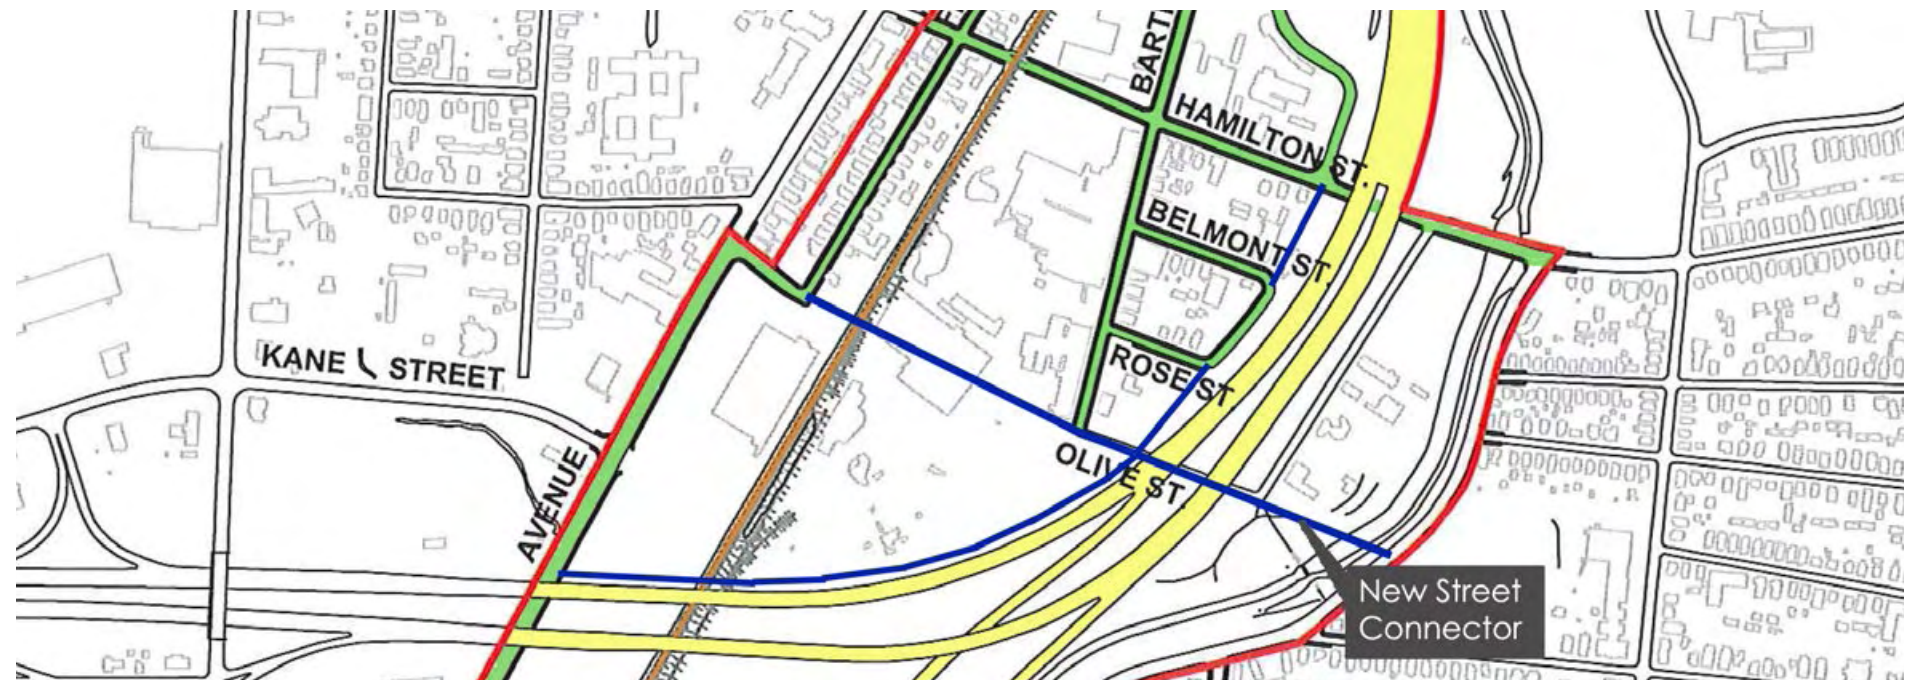 BART
HAMILTON ST.
BELMONT ST.
KANE STREET
ROSE ST
OLIVE ST.
AVENUE
New Street
Connector